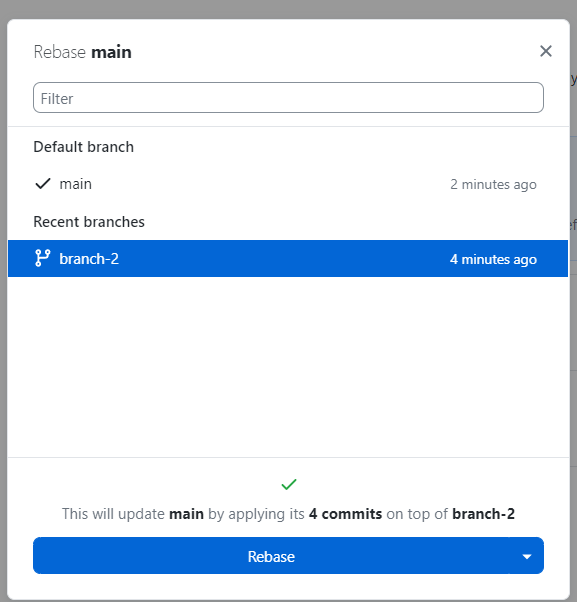 Rebase main
Filter
Default branch
main 2 minutes ago
Recent branches
branch-2 4 minutes ago
This will update main by applying its 4 commits on top of branch-2
Rebase